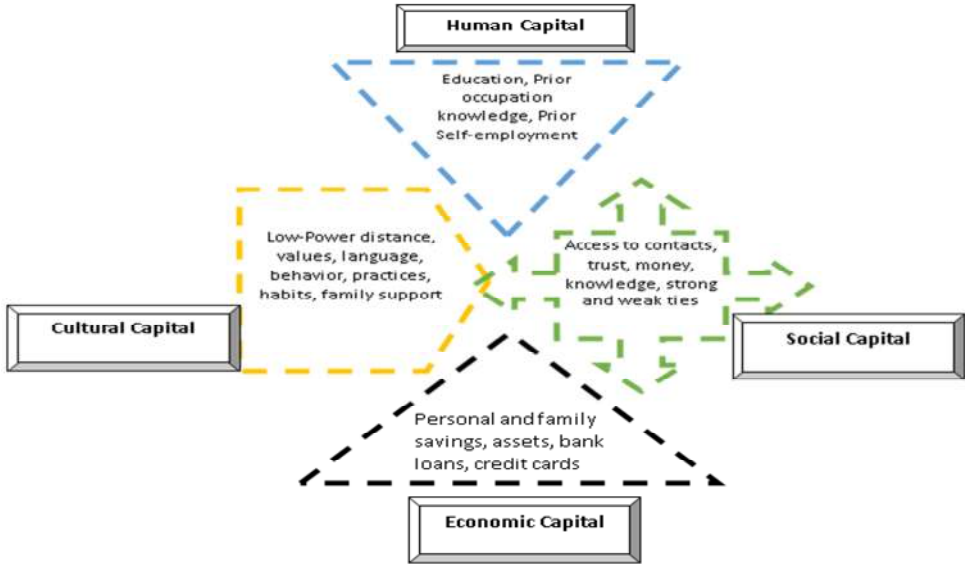 Human Capital
Education, Prior
occupation
knowledge, Prior
Self-employment
Low-Power distance,
values, language,
behavior, practices,
habits, family support
Access to contacts,
trust, money,
knowledge, strong
and weak ties
Cultural Capital
Social Capital
Personal and family
savings, assets, bank
loans, credit cards
Economic Capital